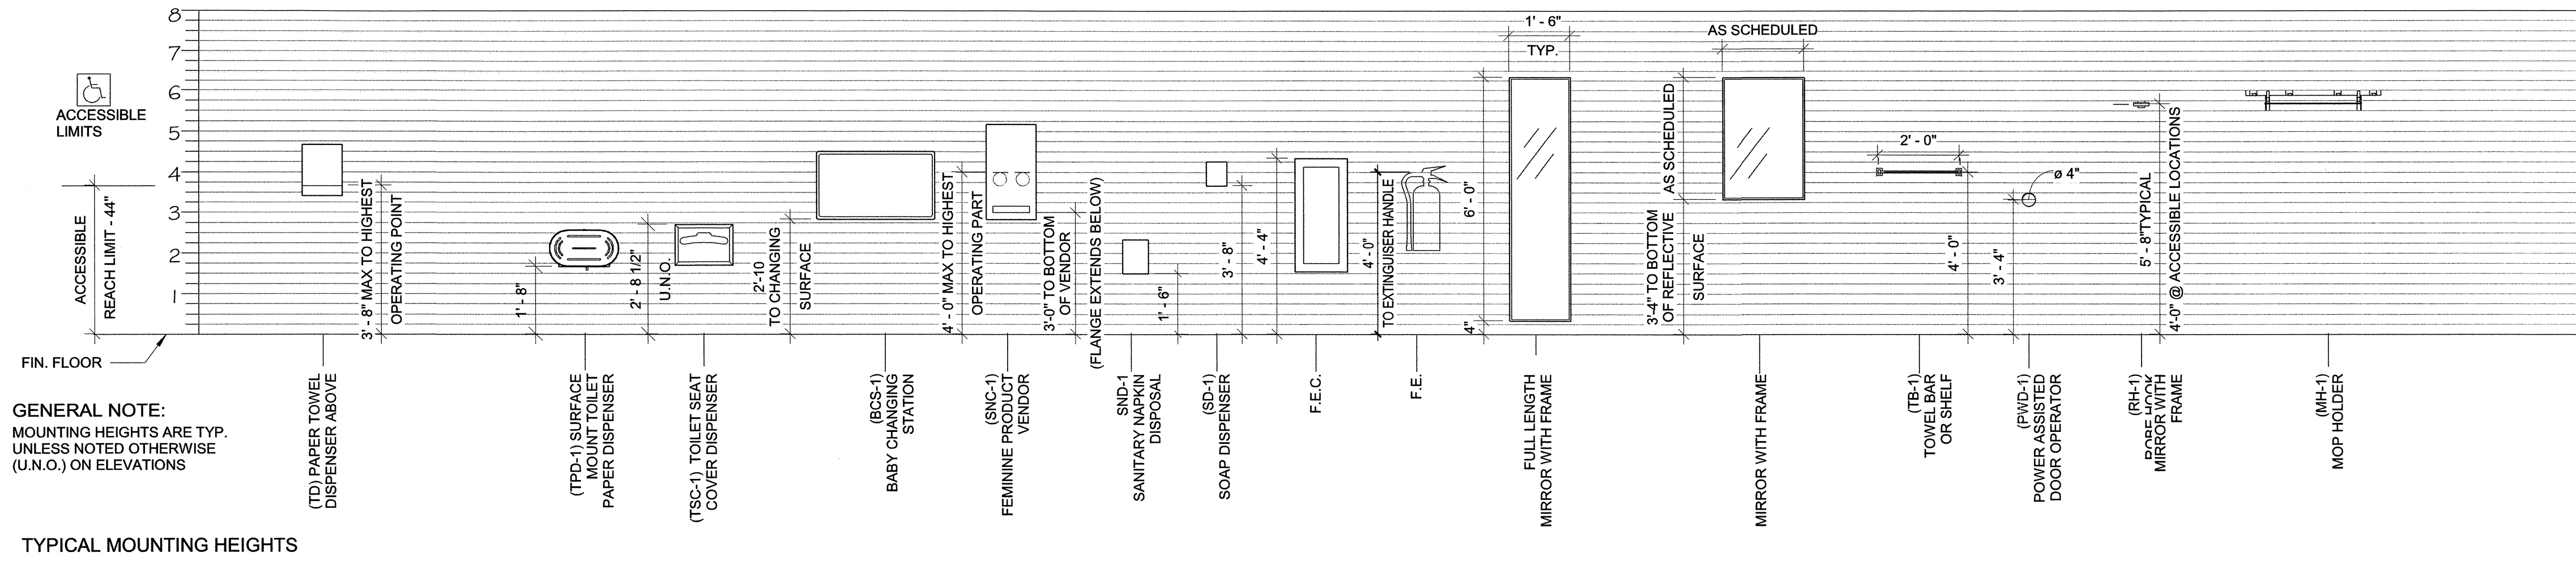 8
7
6
5
4
3
2
1
ACCESSIBLE
LIMITS
ACCESSIBLE
REACH LIMIT - 44"
FIN. FLOOR
3' - 8" MAX TO HIGHEST
OPERATING POINT
1' - 8"
2' - 8 1/2"
U.N.O.
2'-10
TO CHANGING
SURFACE
4' - 0" MAX TO HIGHEST
OPERATING PART
3'-0" TO BOTTOM
OF VENDOR
(FLANGE EXTENDS BELOW)
1' - 6"
3' - 8"
4' - 4"
4' - 0"
TO EXTINGUISER HANDLE
6' - 0"
4"
1' - 6"
TYP.
AS SCHEDULED
AS SCHEDULED
3'-4" TO BOTTOM
OF REFLECTIVE
SURFACE
2' - 0"
4' - 0"
3' - 4"
ø 4"
5' - 8"TYPICAL
4'-0" @ ACCESSIBLE LOCATIONS
(TD) PAPER TOWEL
DISPENSER ABOVE
(TPD-1) SURFACE
MOUNT TOILET
PAPER DISPENSER
(TSC-1) TOILET SEAT
COVER DISPENSER
(BCS-1)
BABY CHANGING
STATION
(SNC-1)
FEMININE PRODUCT
VENDOR
SND-1
SANITARY NAPKIN
DISPOSAL
(SD-1)
SOAP DISPENSER
F.E.C.
F.E.
FULL LENGTH
MIRROR WITH FRAME
MIRROR WITH FRAME
(TB-1)
TOWEL BAR
OR SHELF
(PWD-1)
POWER ASSISTED
DOOR OPERATOR
(RH-1)
ROBE HOOK
MIRROR WITH
FRAME
(MH-1)
MOP HOLDER
GENERAL NOTE:
MOUNTING HEIGHTS ARE TYP.
UNLESS NOTED OTHERWISE
(U.N.O.) ON ELEVATIONS
TYPICAL MOUNTING HEIGHTS